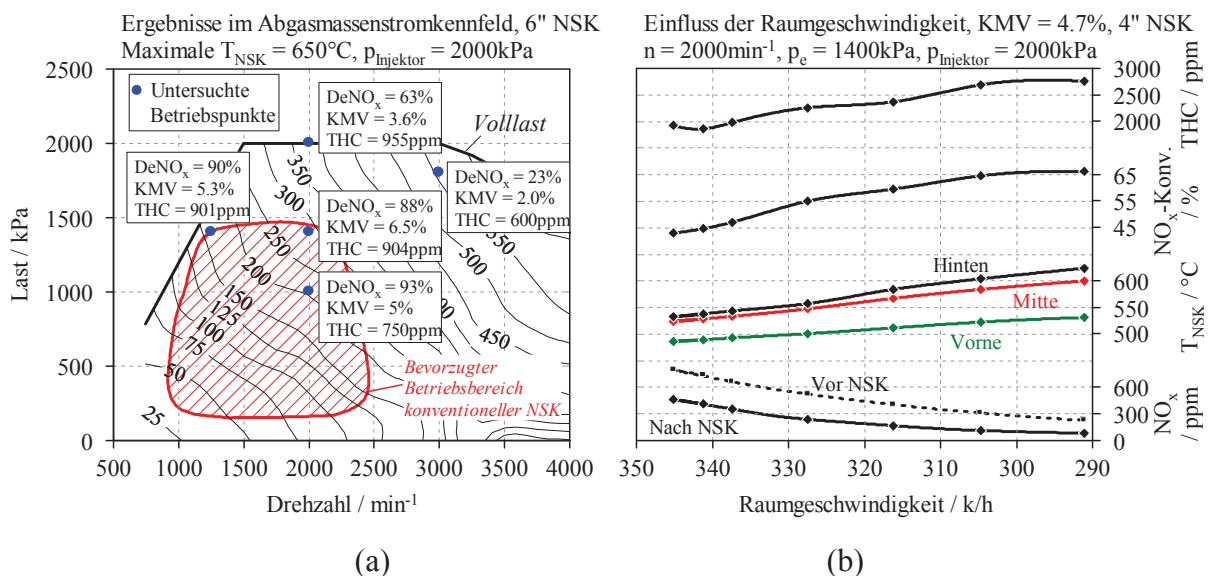 Ergebnisse im Abgasmassenstromkennfeld, 6" NSK
Maximale T_NSK = 650°C, p_Injektor = 2000kPa
2500
2000
1500
1000
500
0
Last / kPa
Untersuchte
Betriebspunkte
DeNOx = 63%
KMV = 3.6%
THC = 955ppm
Volllast
DeNOx = 90%
KMV = 5.3%
THC = 901ppm
DeNOx = 23%
KMV = 2.0%
THC = 600ppm
DeNOx = 88%
KMV = 6.5%
THC = 904ppm
DeNOx = 93%
KMV = 5%
THC = 750ppm
350
300
250
200
150
125
100
75
50
25
550
500
450
Bevorzugter
Betriebsbereich
konventioneller NSK
500 1000 1500 2000 2500 3000 3500 4000
Drehzahl / min-1
(a)
Einfluss der Raumgeschwindigkeit, KMV = 4.7%, 4" NSK
n = 2000min-1, p_e = 1400kPa, p_Injektor = 2000kPa
3000
2500
2000
THC / ppm
65
55
45
NOx-Konv.
/ %
600
550
500
T_NSK / °C
600
300
0
NOx
/ ppm
Hinten
Mitte
Vorne
Vor NSK
Nach NSK
350 340 330 320 310 300 290
Raumgeschwindigkeit / k/h
(b)